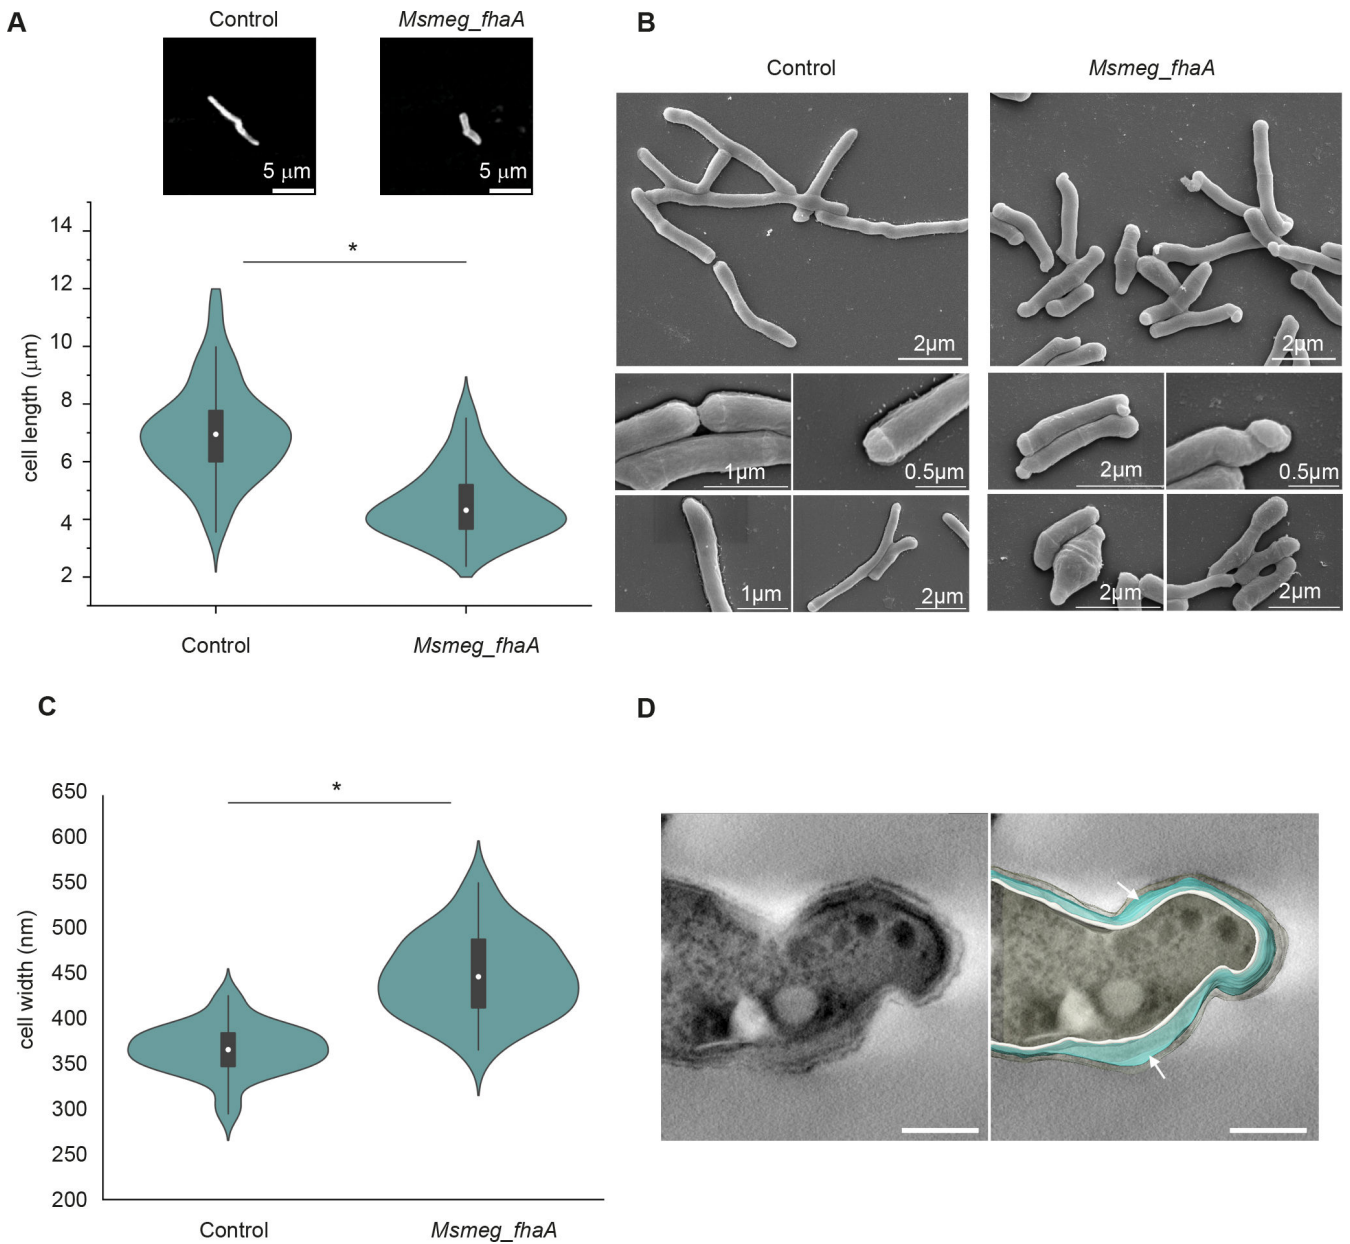 A
Control
Msmeg_fhaA
5 μm
5 μm
14
12
10
8
6
4
2
cell length (μm)
*
Control
Msmeg_fhaA
B
Control
Msmeg_fhaA
2μm
2μm
1μm
0.5μm
2μm
0.5μm
1μm
2μm
2μm
2μm
C
650
600
550
500
450
400
350
300
250
200
cell width (nm)
*
Control
Msmeg_fhaA
D